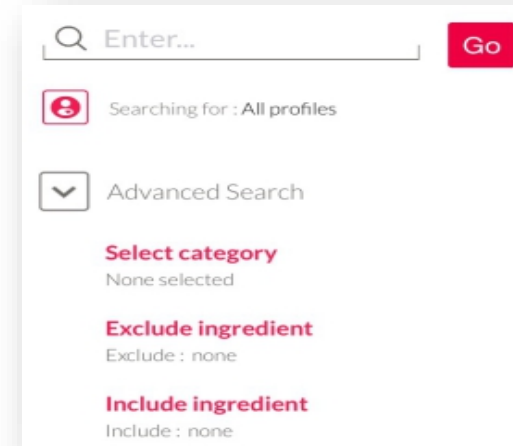 Enter...
Go
Searching for : All profiles
Advanced Search
Select category
None selected
Exclude ingredient
Exclude : none
Include ingredient
Include : none